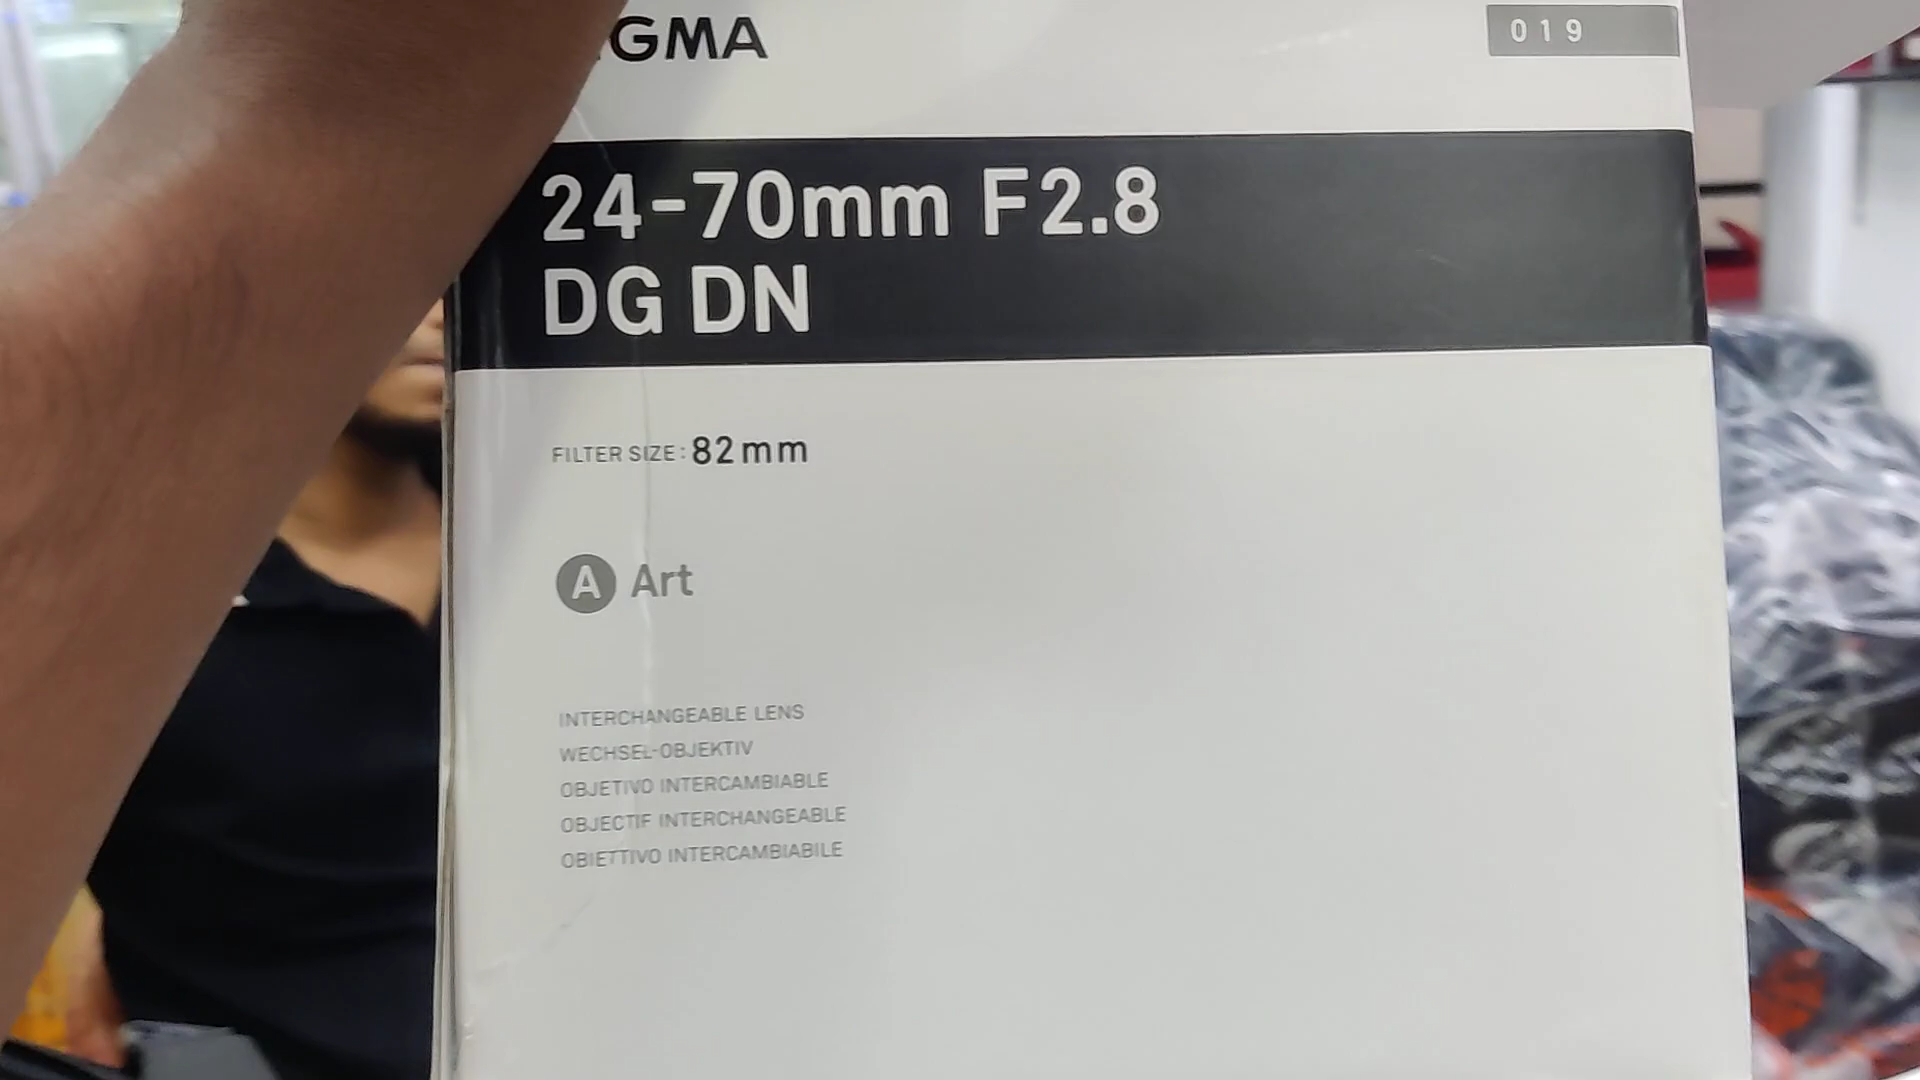 GMA
019
24-70mm F2.8
DG DN
FILTER SIZE: 82mm
A Art
INTERCHANGEABLE LENS
WECHSEL-OBJEKTIV
OBJETIVO INTERCAMBIABLE
OBJECTIF INTERCHANGEABLE
OBIETTIVO INTERCAMBIABILE